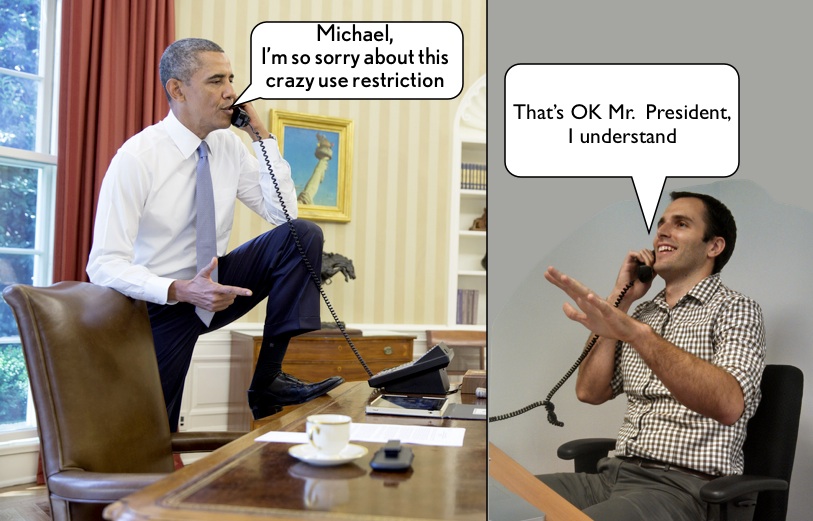 Michael,
I'm so sorry about this
crazy use restriction
That's OK Mr. President,
I understand